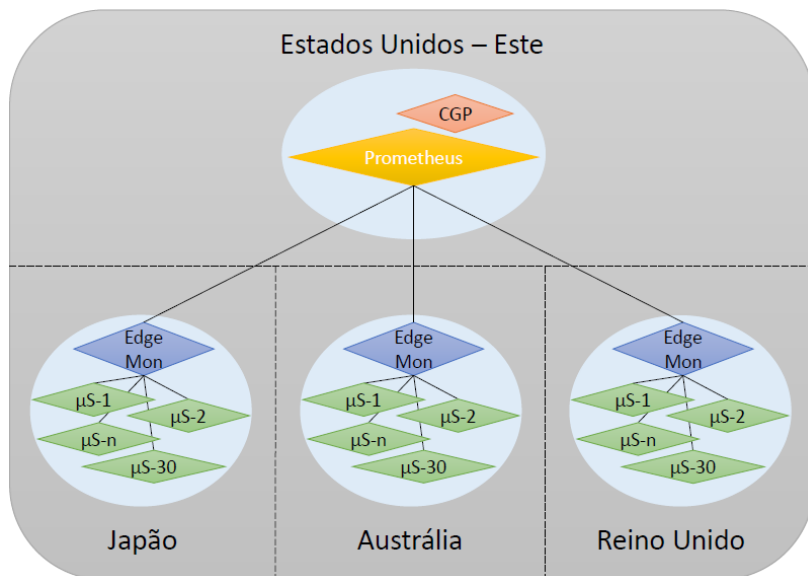 Estados Unidos – Este
CGP
Prometheus
Edge
Mon
μS-1
μS-2
μS-n
μS-30
Japão
Edge
Mon
μS-1
μS-2
μS-n
μS-30
Austrália
Edge
Mon
μS-1
μS-2
μS-n
μS-30
Reino Unido